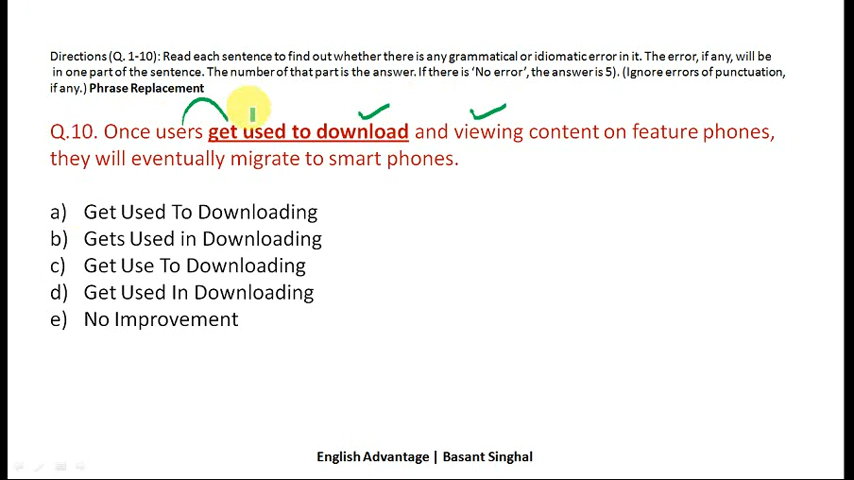 Directions (Q. 1-10): Read each sentence to find out whether there is any grammatical or idiomatic error in it. The error, if any, will be
in one part of the sentence. The number of that part is the answer. If there is ‘No error’, the answer is 5). (Ignore errors of punctuation,
if any.) Phrase Replacement
Q.10. Once users get used to download and viewing content on feature phones,
they will eventually migrate to smart phones.
a) Get Used To Downloading
b) Gets Used in Downloading
c) Get Use To Downloading
d) Get Used In Downloading
e) No Improvement
English Advantage | Basant Singhal